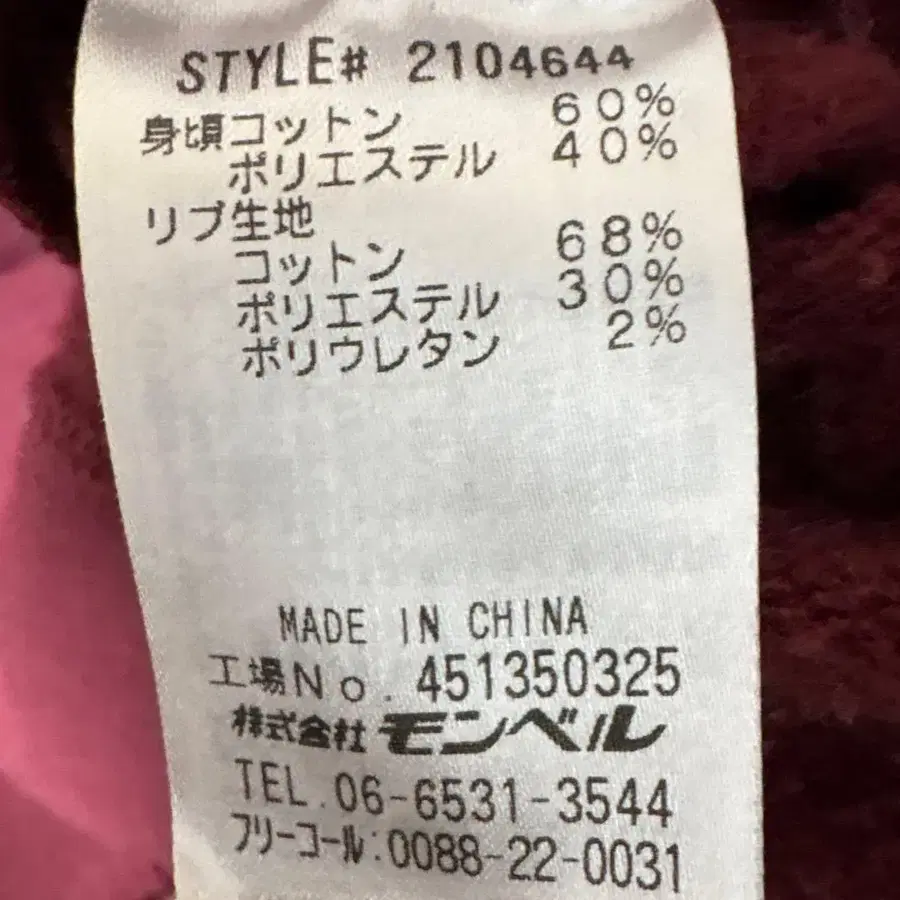 STYLE# 2104644
身頃コットン 60%
ポリエステル 40%
リブ生地
コットン 68%
ポリエステル 30%
ポリウレタン 2%
MADE IN CHINA
工場No. 451350325
株式会社モンベル
TEL.06-6531-3544
フリーコール:0088-22-0031